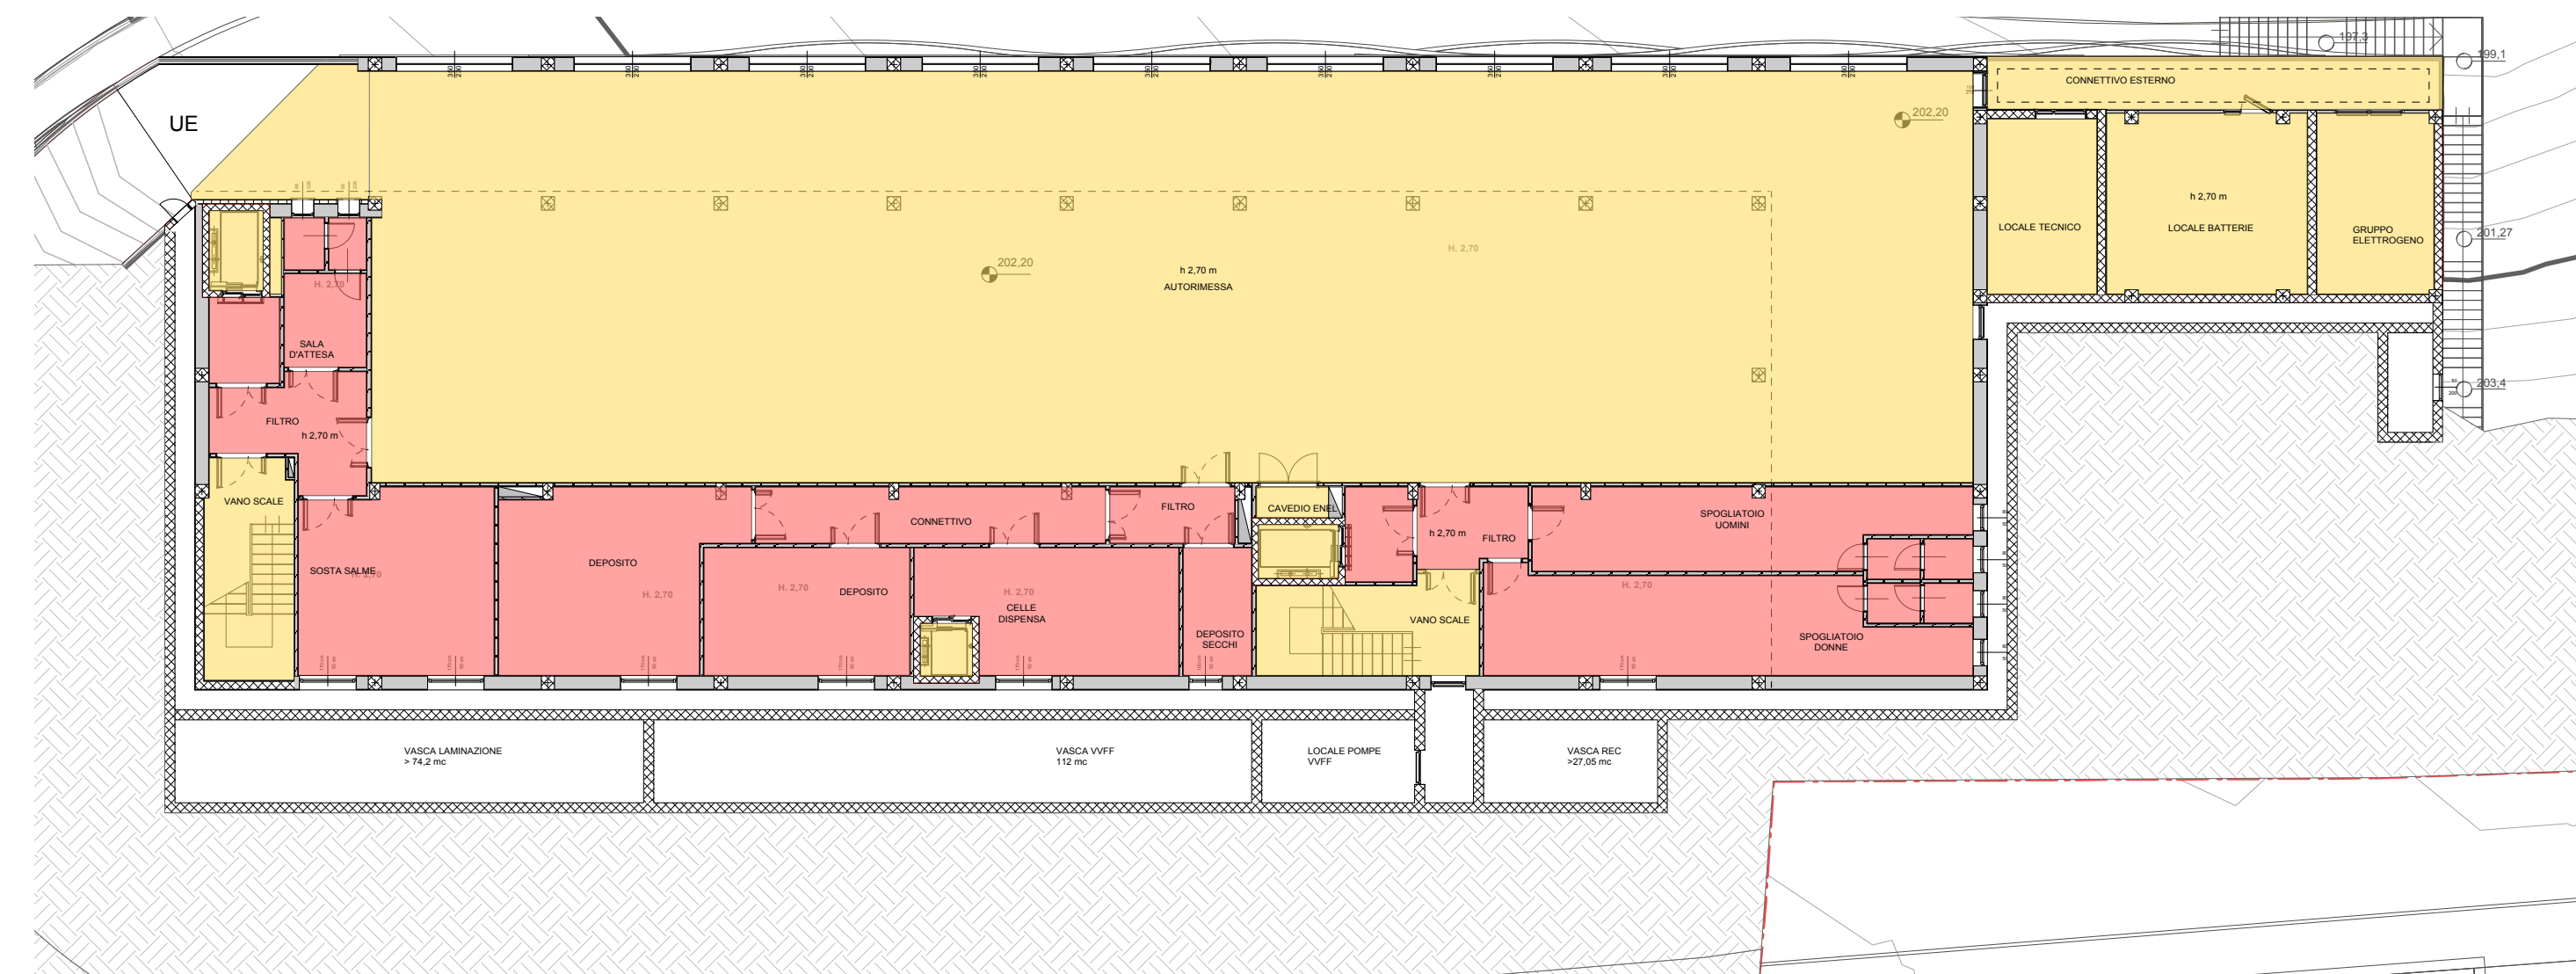 197,3
199,1
CONNETTIVO ESTERNO
UE
202,20
h 2,70 m
LOCALE TECNICO
LOCALE BATTERIE
GRUPPO
ELETTROGENO
201,27
H. 2,70
202,20
h 2,70 m
AUTORIMESSA
H. 2,70
SALA
D'ATTESA
203,4
FILTRO
h 2,70 m
VANO SCALE
CONNETTIVO
FILTRO
CAVEDIO ENEL
h 2,70 m
FILTRO
SPOGLIATOIO
UOMINI
SOSTA SALME
H. 2,70
DEPOSITO
H. 2,70
H. 2,70
DEPOSITO
H. 2,70
CELLE
DISPENSA
DEPOSITO
SECCHI
VANO SCALE
H. 2,70
SPOGLIATOIO
DONNE
VASCA LAMINAZIONE
> 74,2 mc
VASCA VVFF
112 mc
LOCALE POMPE
VVFF
VASCA REC
>27,05 mc